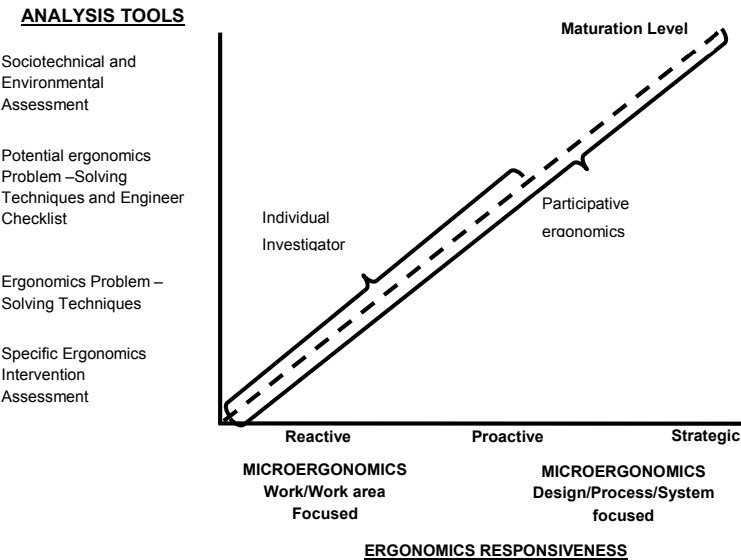 ANALYSIS TOOLS
Maturation Level
Sociotechnical and
Environmental
Assessment
Potential ergonomics
Problem –Solving
Techniques and Engineer
Checklist
Individual
Investigator
Participative
ergonomics
Ergonomics Problem –
Solving Techniques
Specific Ergonomics
Intervention
Assessment
Reactive
Proactive
Strategic
MICROERGONOMICS
Work/Work area
Focused
MICROERGONOMICS
Design/Process/System
focused
ERGONOMICS RESPONSIVENESS